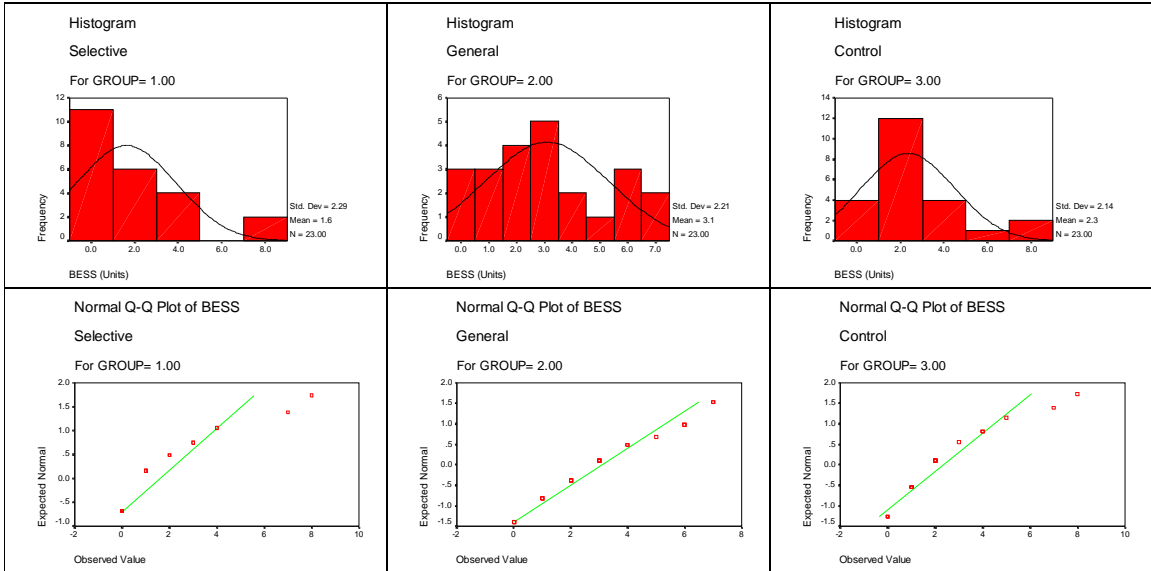 Histogram
Selective
For GROUP= 1.00
12
10
8
6
4
2
0
Frequency
0.0 2.0 4.0 6.0 8.0
Std. Dev = 2.29
Mean = 1.6
N = 23.00
BESS (Units)
Histogram
General
For GROUP= 2.00
6
5
4
3
2
1
0
Frequency
0.0 1.0 2.0 3.0 4.0 5.0 6.0 7.0
Std. Dev = 2.21
Mean = 3.1
N = 23.00
BESS (Units)
Histogram
Control
For GROUP= 3.00
14
12
10
8
6
4
2
0
Frequency
0.0 2.0 4.0 6.0 8.0
Std. Dev = 2.14
Mean = 2.3
N = 23.00
BESS (Units)
Normal Q-Q Plot of BESS
Selective
For GROUP= 1.00
2.0
1.5
1.0
.5
0.0
-.5
-1.0
Expected Normal
-2 0 2 4 6 8 10
Observed Value
Normal Q-Q Plot of BESS
General
For GROUP= 2.00
2.0
1.5
1.0
.5
0.0
-.5
-1.0
-1.5
Expected Normal
-2 0 2 4 6 8
Observed Value
Normal Q-Q Plot of BESS
Control
For GROUP= 3.00
2.0
1.5
1.0
.5
0.0
-.5
-1.0
-1.5
Expected Normal
-2 0 2 4 6 8 10
Observed Value